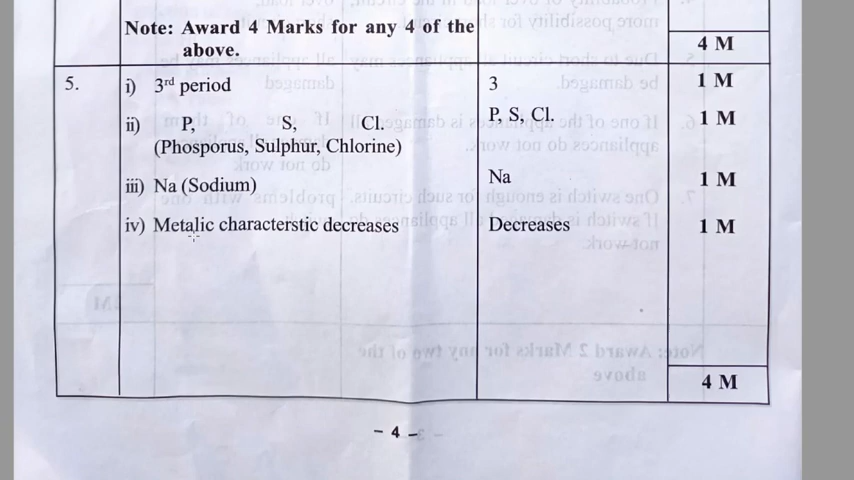 Note: Award 4 Marks for any 4 of the
above.
4 M
5. i) 3rd period 3 1 M
ii) P, S, Cl. P, S, Cl. 1 M
(Phosporus, Sulphur, Chlorine)
iii) Na (Sodium) Na 1 M
iv) Metalic characterstic decreases Decreases 1 M
4 M
- 4 -